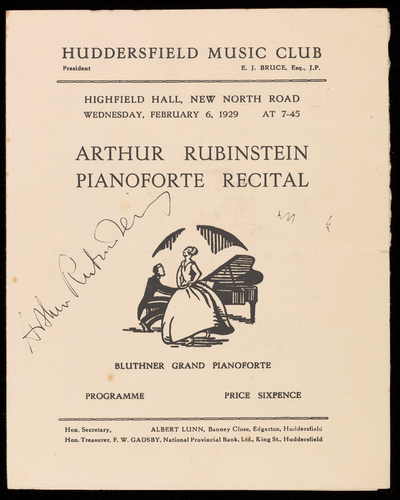 HUDDERSFIELD MUSIC CLUB
President E. J. BRUCE, Esq., J.P.
HIGHFIELD HALL, NEW NORTH ROAD
WEDNESDAY, FEBRUARY 6, 1929 AT 7-45
ARTHUR RUBINSTEIN
PIANOFORTE RECITAL
Arthur Rubinstein
BLUTHNER GRAND PIANOFORTE
PROGRAMME PRICE SIXPENCE
Hon. Secretary, ALBERT LUNN, Banney Close, Edgerton, Huddersfield
Hon. Treasurer, F. W. GADSBY, National Provincial Bank, Ltd., King St., Huddersfield